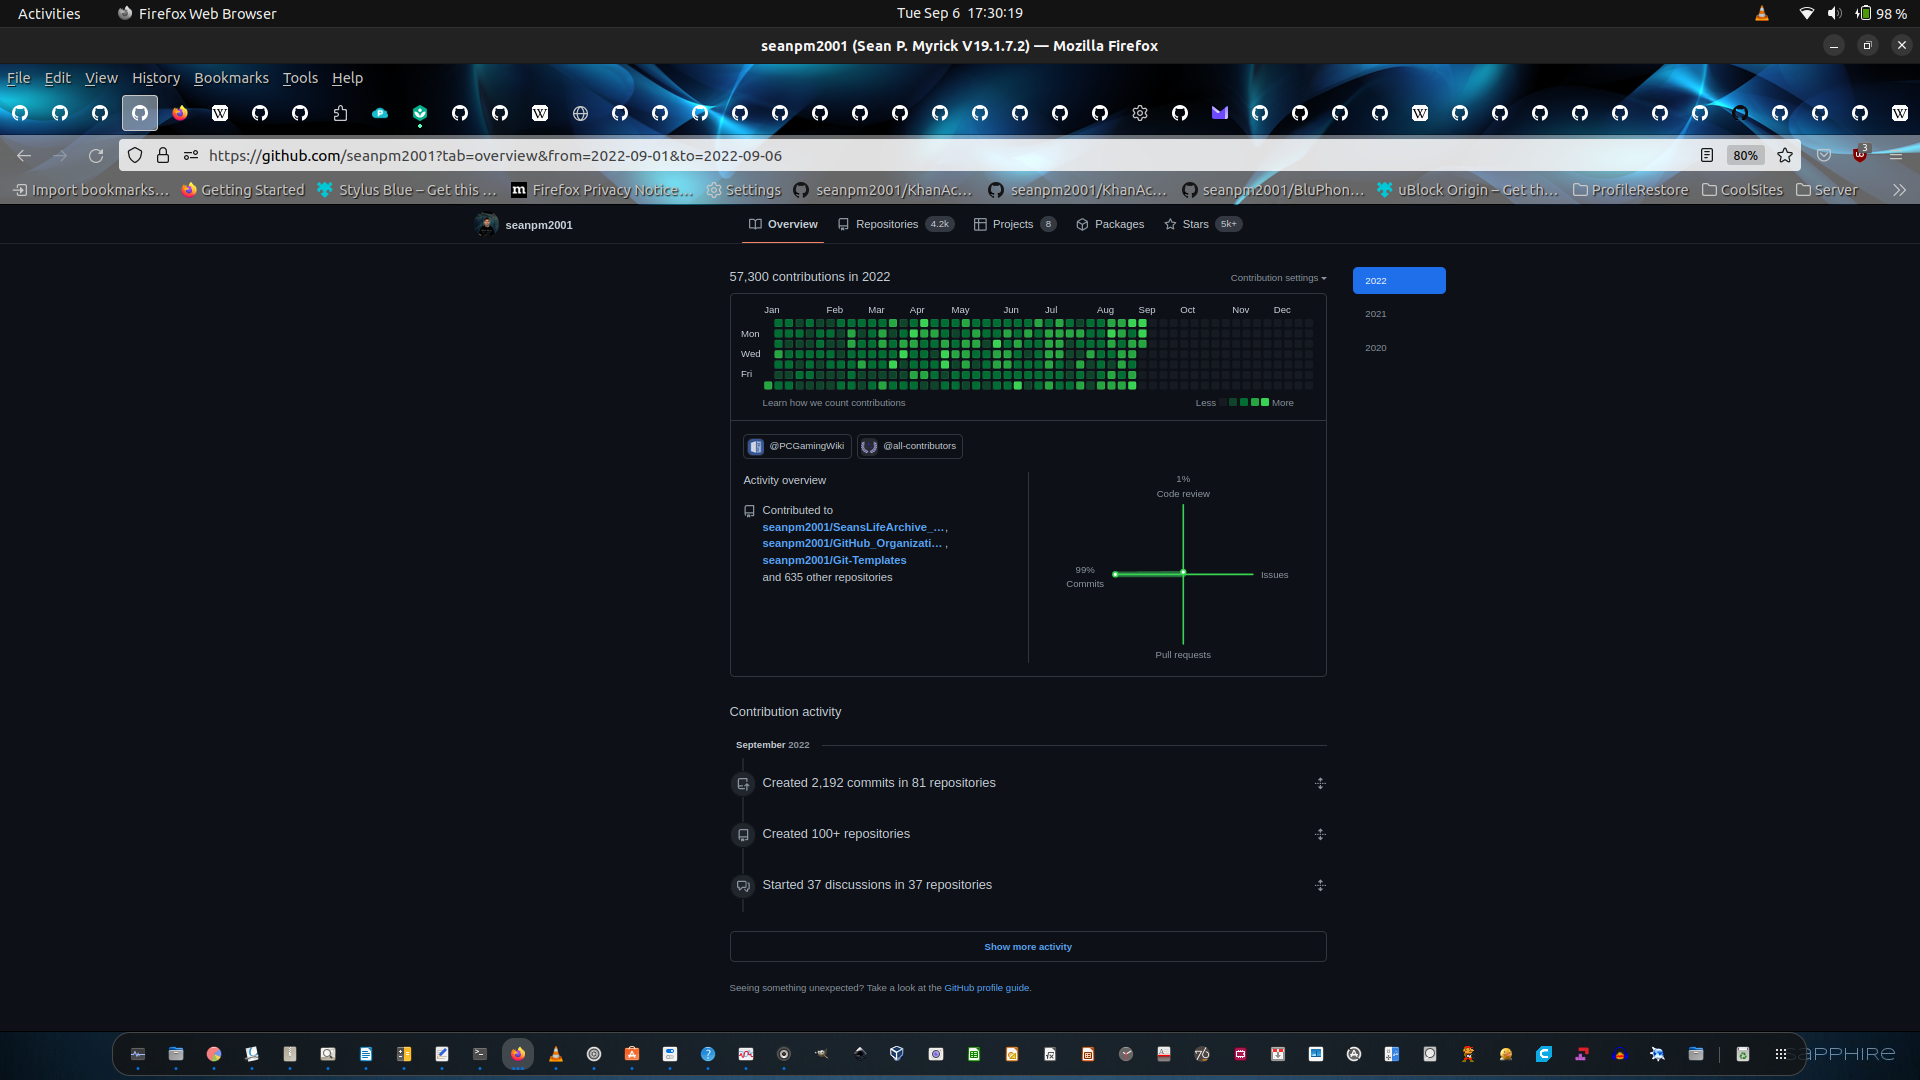 Activities
Firefox Web Browser
Tue Sep 6 17:30:19
98 %
seanpm2001 (Sean P. Myrick V19.1.7.2) — Mozilla Firefox
File Edit View History Bookmarks Tools Help
https://github.com/seanpm2001?tab=overview&from=2022-09-01&to=2022-09-06
80%
3
Import bookmarks… Getting Started Stylus Blue – Get this … Firefox Privacy Notice… Settings seanpm2001/KhanAc… seanpm2001/KhanAc… seanpm2001/BluPhon… uBlock Origin – Get th… ProfileRestore CoolSites Server
seanpm2001
Overview Repositories 4.2k Projects 8 Packages Stars 5k+
57,300 contributions in 2022
Contribution settings
2022
2021
2020
Jan Feb Mar Apr May Jun Jul Aug Sep Oct Nov Dec
Mon
Wed
Fri
Learn how we count contributions
Less More
@PCGamingWiki @all-contributors
Activity overview
Contributed to
seanpm2001/SeansLifeArchive_…,
seanpm2001/GitHub_Organizati… ,
seanpm2001/Git-Templates
and 635 other repositories
1%
Code review
99%
Commits
Issues
Pull requests
Contribution activity
September 2022
Created 2,192 commits in 81 repositories
Created 100+ repositories
Started 37 discussions in 37 repositories
Show more activity
Seeing something unexpected? Take a look at the GitHub profile guide.
76
SAPPHIRE